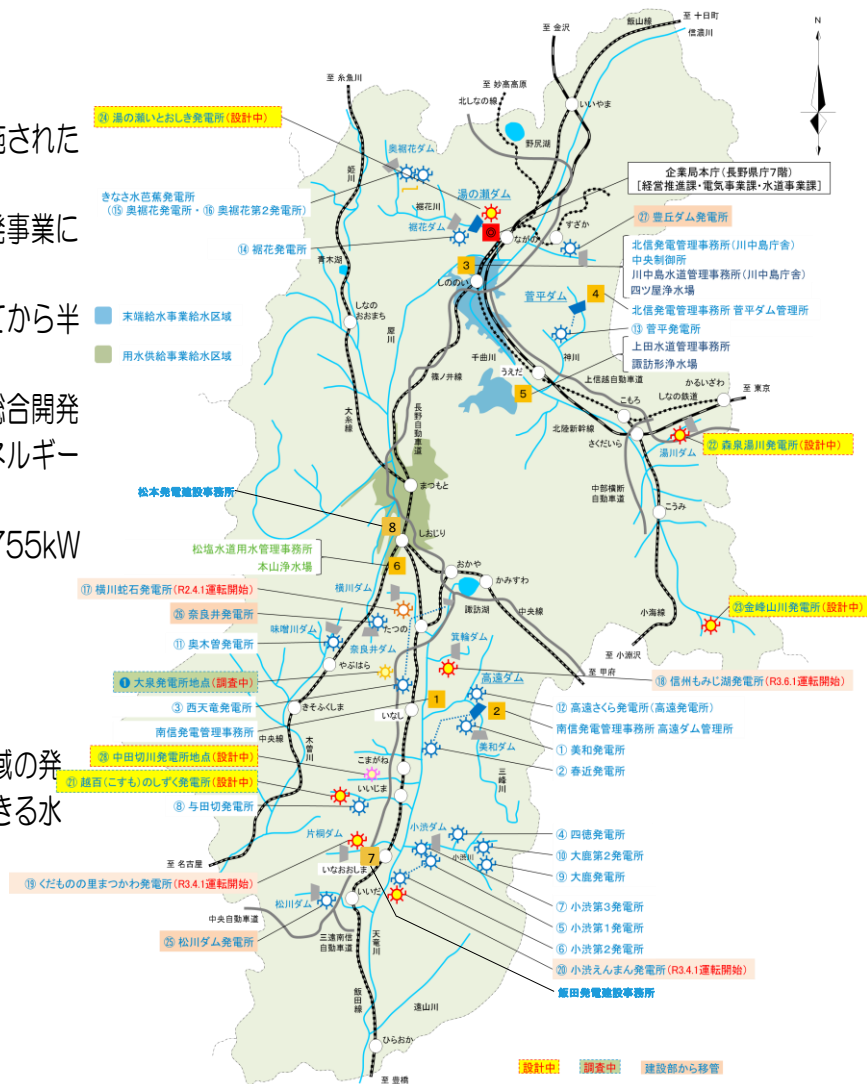 施された
発事業に
てから半
総合開発
ネルギー
755kW
域の発
きる水
至 十日町
飯山線
信濃川
至 金沢
N
至 妙高高原
北しなの線
いいやま
至 糸魚川
㉔ 湯の瀬いとおしき発電所(設計中)
野尻湖
奥裾花ダム
姫川
企業局本庁(長野県庁7階)
[経営推進課・電気事業課・水道事業課]
湯の瀬ダム
きなさ水芭蕉発電所
(⑮ 奥裾花発電所・⑯ 奥裾花第2発電所)
裾花川
裾花ダム
すざか
㉗ 豊丘ダム発電所
ながの
⑭ 裾花発電所
北信発電管理事務所(川中島庁舎)
中央制御所
川中島水道管理事務所(川中島庁舎)
四ツ屋浄水場
青木湖
3
しののい
菅平ダム
4
北信発電管理事務所 菅平ダム管理所
しなの
おおまち
末端給水事業給水区域
⑬ 菅平発電所
犀川
千曲川
神川
上田水道管理事務所
諏訪形浄水場
用水供給事業給水区域
篠ノ井線
うえだ
上信越自動車道
かるいざわ
5
こもろ
しなの鉄道
至 東京
大糸線
長野自動車道
北陸新幹線
さくだいら
湯川ダム
㉒ 森泉湯川発電所(設計中)
まつもと
中部横断
自動車道
松本発電建設事務所
こうみ
8
しおじり
松塩水道用水管理事務所
本山浄水場
6
おかや
かみすわ
⑰ 横川蛇石発電所(R2.4.1運転開始)
横川ダム
諏訪湖
中央線
小海線
㉓金峰山川発電所(設計中)
㉖ 奈良井発電所
味噌川ダム
たつの
箕輪ダム
至 小淵沢
⑪ 奥木曽発電所
奈良井ダム
至 甲府
やぶはら
⑱ 信州もみじ湖発電所(R3.6.1運転開始)
❶ 大泉発電所地点(調査中)
高遠ダム
1
⑫ 高遠さくら発電所(高遠発電所)
③ 西天竜発電所
きそふくしま
いなし
2
南信発電管理事務所 高遠ダム管理所
南信発電管理事務所
美和ダム
① 美和発電所
中央線
木曽川
㉘ 中田切川発電所地点(設計中)
こまがね
② 春近発電所
三峰川
㉑ 越百(こすも)のしずく発電所(設計中)
いいじま
⑧ 与田切発電所
小渋ダム
④ 四徳発電所
片桐ダム
⑩ 大鹿第2発電所
至 名古屋
7
小渋川
いなおおしま
⑨ 大鹿発電所
⑲ くだものの里まつかわ発電所(R3.4.1運転開始)
松川ダム
いいだ
⑦ 小渋第3発電所
中央自動車道
⑤ 小渋第1発電所
㉕ 松川ダム発電所
三遠南信
自動車道
天竜川
⑥ 小渋第2発電所
⑳ 小渋えんまん発電所(R3.4.1運転開始)
飯田発電建設事務所
飯田線
遠山川
ひらおか
設計中
調査中
建設部から移管
至 豊橋